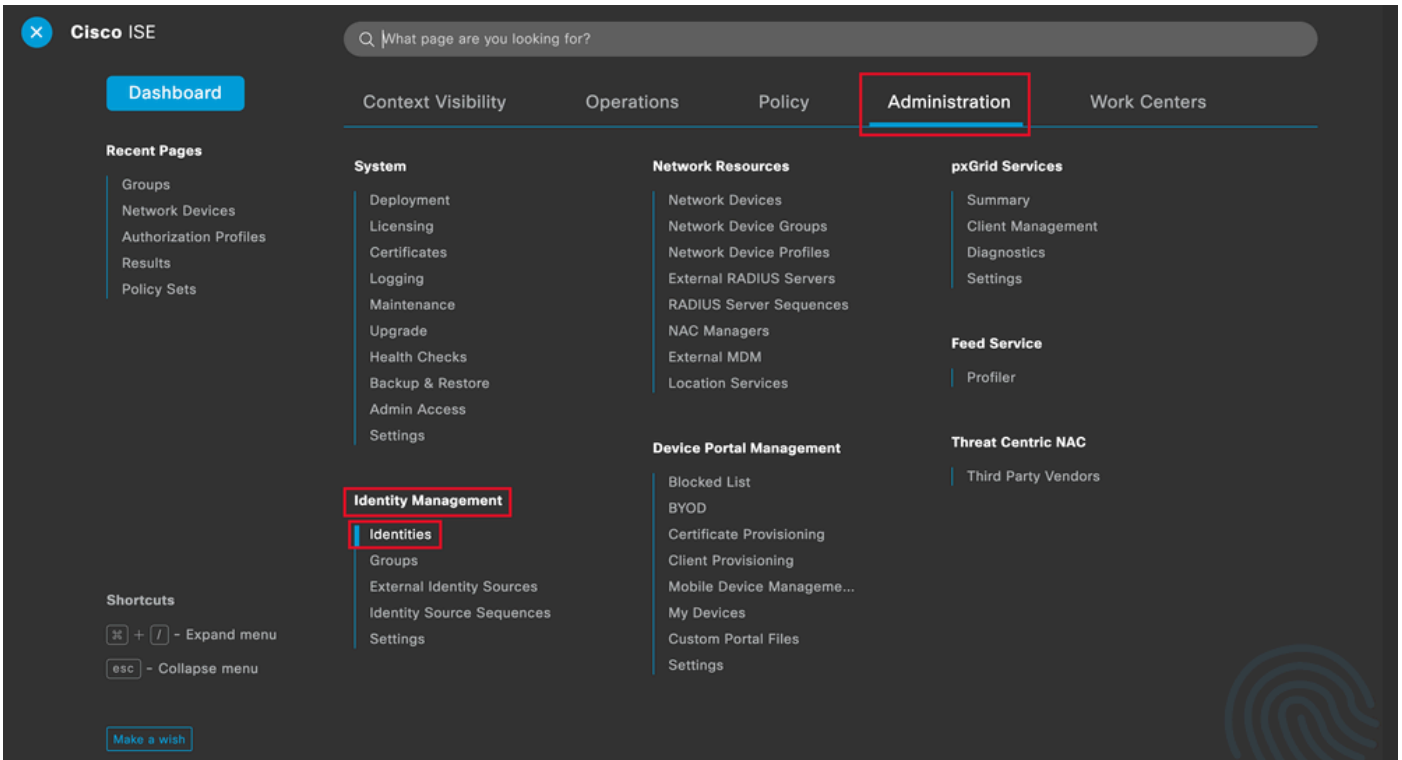 Cisco ISE
What page are you looking for?
Dashboard
Context Visibility
Operations
Policy
Administration
Work Centers
Recent Pages
Groups
Network Devices
Authorization Profiles
Results
Policy Sets
System
Deployment
Licensing
Certificates
Logging
Maintenance
Upgrade
Health Checks
Backup & Restore
Admin Access
Settings
Identity Management
Identities
Groups
External Identity Sources
Identity Source Sequences
Settings
Network Resources
Network Devices
Network Device Groups
Network Device Profiles
External RADIUS Servers
RADIUS Server Sequences
NAC Managers
External MDM
Location Services
Device Portal Management
Blocked List
BYOD
Certificate Provisioning
Client Provisioning
Mobile Device Manageme...
My Devices
Custom Portal Files
Settings
pxGrid Services
Summary
Client Management
Diagnostics
Settings
Feed Service
Profiler
Threat Centric NAC
Third Party Vendors
Shortcuts
⌘ + / - Expand menu
esc - Collapse menu
Make a wish